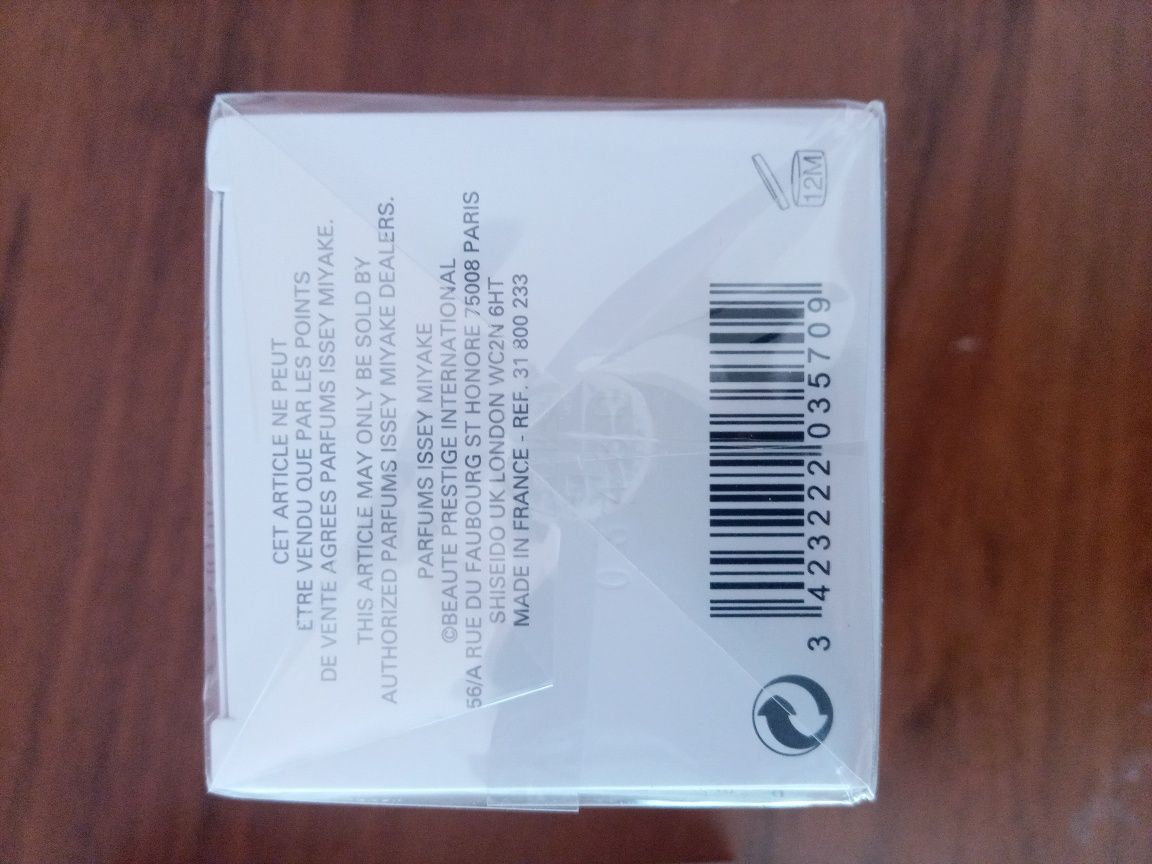 CET ARTICLE NE PEUT
ETRE VENDU QUE PAR LES POINTS
DE VENTE AGREES PARFUMS ISSEY MIYAKE.
THIS ARTICLE MAY ONLY BE SOLD BY
AUTHORIZED PARFUMS ISSEY MIYAKE DEALERS.
PARFUMS ISSEY MIYAKE
©BEAUTE PRESTIGE INTERNATIONAL
56/A RUE DU FAUBOURG ST HONORE 75008 PARIS
SHISEIDO UK LONDON WC2N 6HT
MADE IN FRANCE - REF. 31 800 233
12M
3 423222 035709